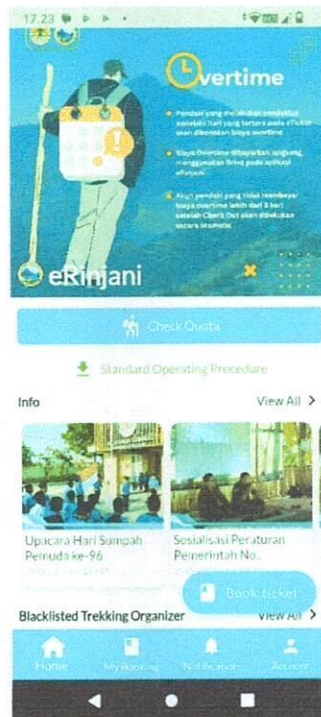 17.23
Overtime
Pendaki yang melakukan pendakian
melebihi hari yang tertera pada eTicket
akan dikenakan biaya overtime
Biaya Overtime dibayarkan langsung
menggunakan Briva pada aplikasi
eRinjani
Akun pendaki yang tidak membayar
biaya overtime lebih dari 3 hari
setelah Check Out akan dibekukan
secara otomatis
eRinjani
Check Quota
Standard Operating Procedure
Info
View All >
Upacara Hari Sumpah
Pemuda ke-96
Sosialisasi Peraturan
Pemerintah No..
Book ticket
Blacklisted Trekking Organizer
View All >
Home
My Booking
Notification
Account